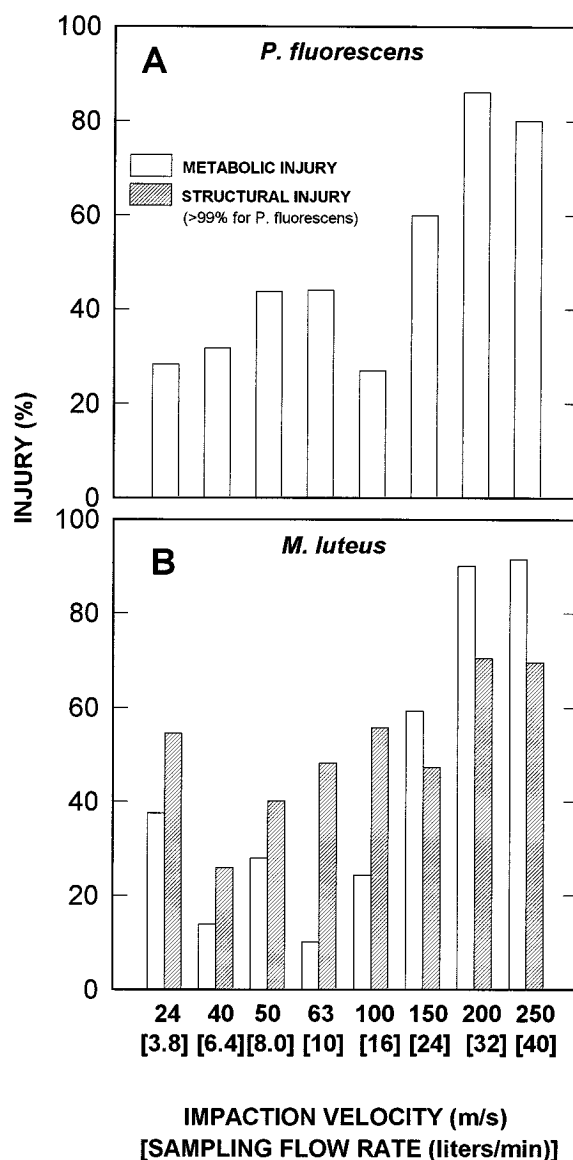 100
A
P. fluorescens
80
METABOLIC INJURY
STRUCTURAL INJURY
(>99% for P. fluorescens)
60
40
20
0
INJURY (%)
100
B
M. luteus
80
60
40
20
0
24 40 50 63 100 150 200 250
[3.8] [6.4] [8.0] [10] [16] [24] [32] [40]
IMPACTION VELOCITY (m/s)
[SAMPLING FLOW RATE (liters/min)]